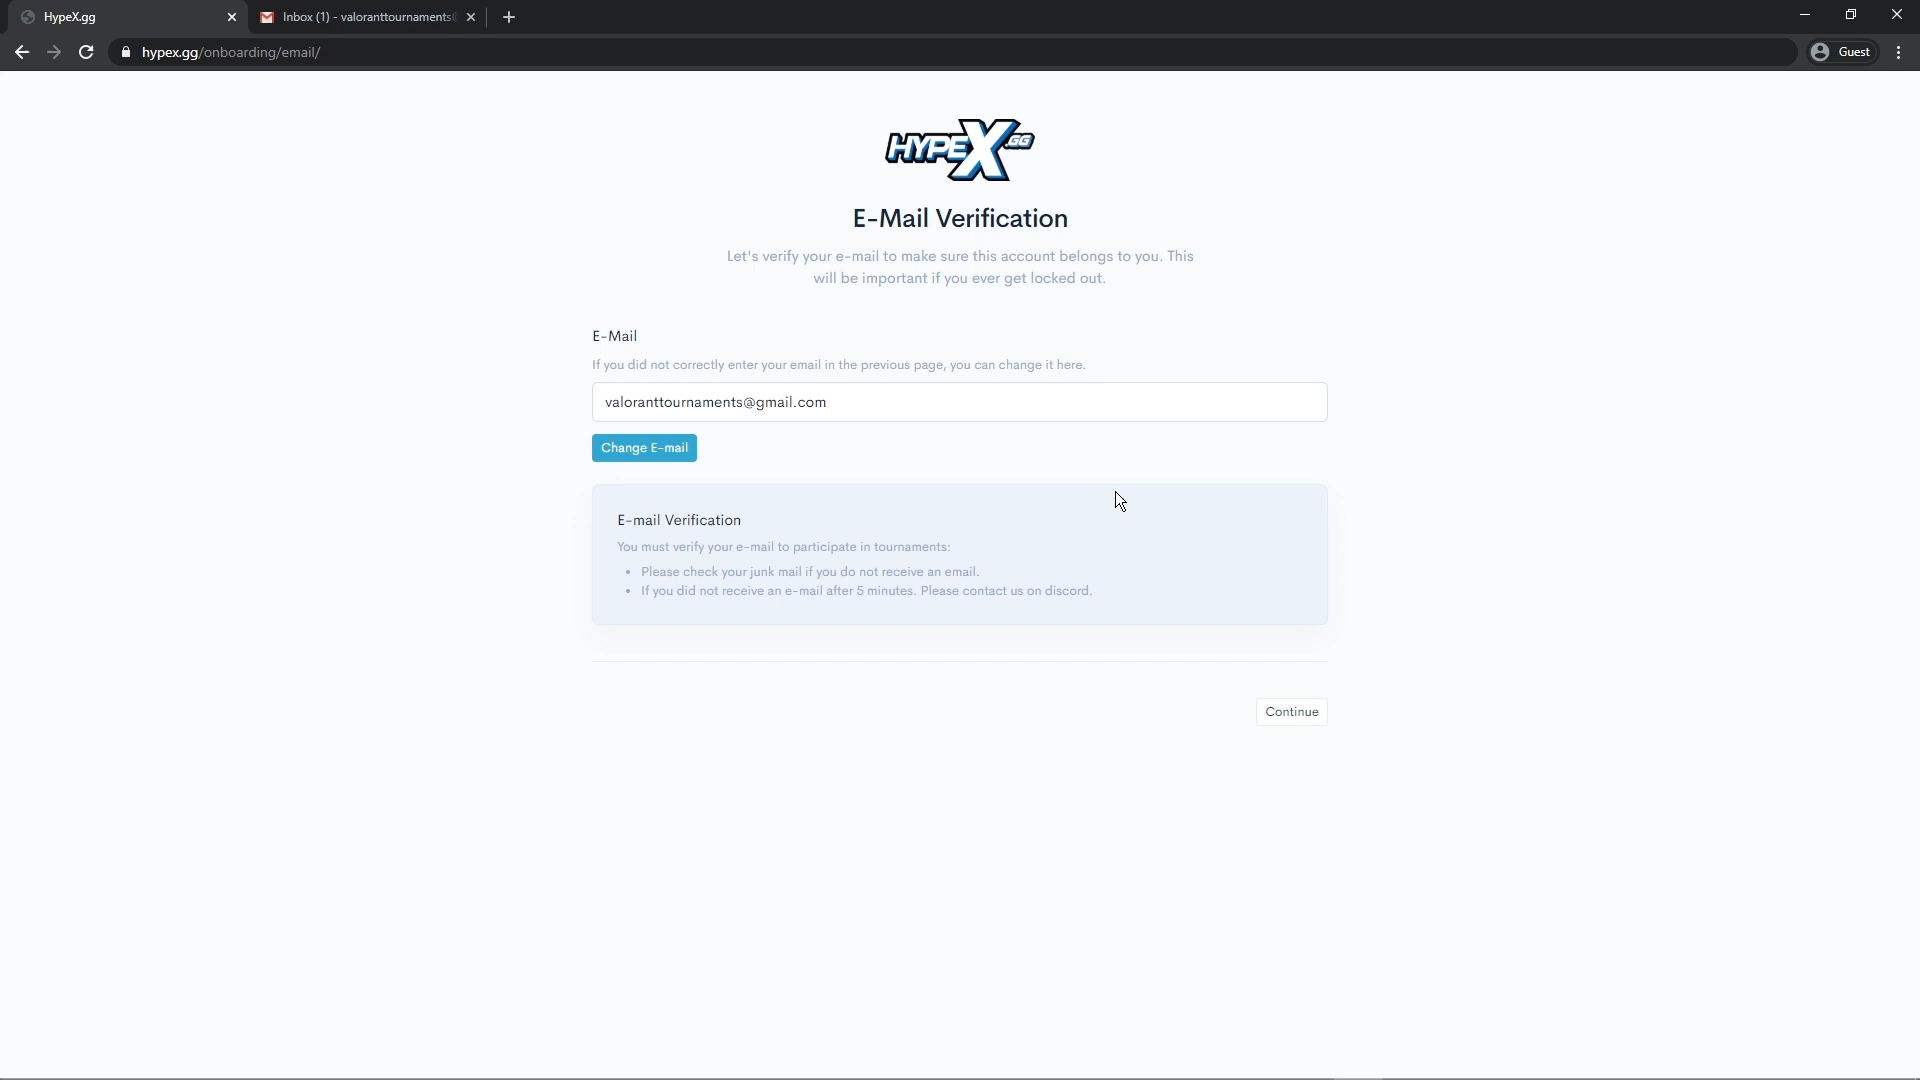 HypeX.gg
Inbox (1) - valoranttournaments
hypex.gg/onboarding/email/
Guest
HYPEX GG
E-Mail Verification
Let's verify your e-mail to make sure this account belongs to you. This
will be important if you ever get locked out.
E-Mail
If you did not correctly enter your email in the previous page, you can change it here.
valoranttournaments@gmail.com
Change E-mail
E-mail Verification
You must verify your e-mail to participate in tournaments:
• Please check your junk mail if you do not receive an email.
• If you did not receive an e-mail after 5 minutes. Please contact us on discord.
Continue